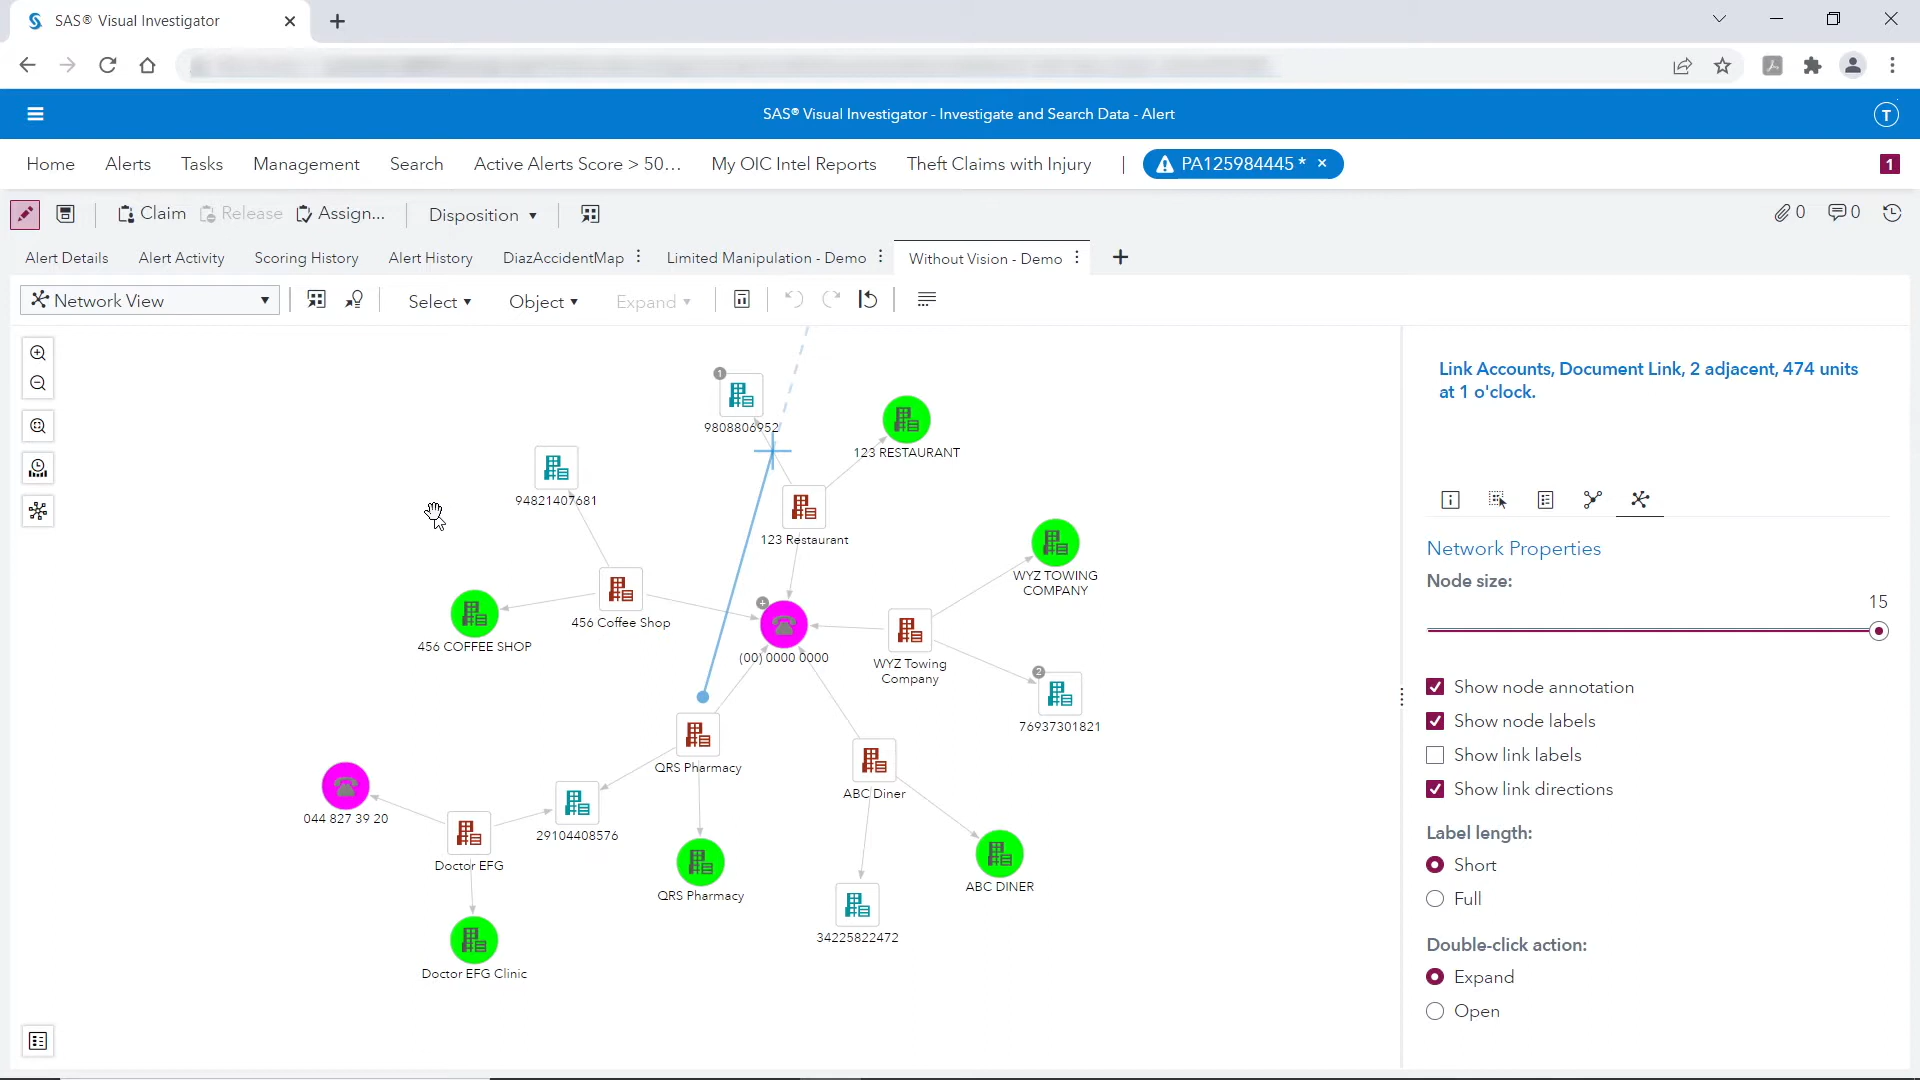 SAS® Visual Investigator
SAS® Visual Investigator - Investigate and Search Data - Alert
T
Home Alerts Tasks Management Search Active Alerts Score > 50... My OIC Intel Reports Theft Claims with Injury | PA125984445 * × 1
Claim Release Assign... Disposition 0 0
Alert Details Alert Activity Scoring History Alert History DiazAccidentMap Limited Manipulation - Demo Without Vision - Demo
Network View Select Object Expand
Link Accounts, Document Link, 2 adjacent, 474 units
at 1 o'clock.
1
9808806952
123 RESTAURANT
94821407681
123 Restaurant
WYZ TOWING
COMPANY
456 Coffee Shop
456 COFFEE SHOP
(00) 0000 0000
WYZ Towing
Company
2
76937301821
QRS Pharmacy
ABC Diner
044 827 39 20
29104408576
Doctor EFG
QRS Pharmacy
ABC DINER
34225822472
Doctor EFG Clinic
Network Properties
Node size:
15
Show node annotation
Show node labels
Show link labels
Show link directions
Label length:
Short
Full
Double-click action:
Expand
Open